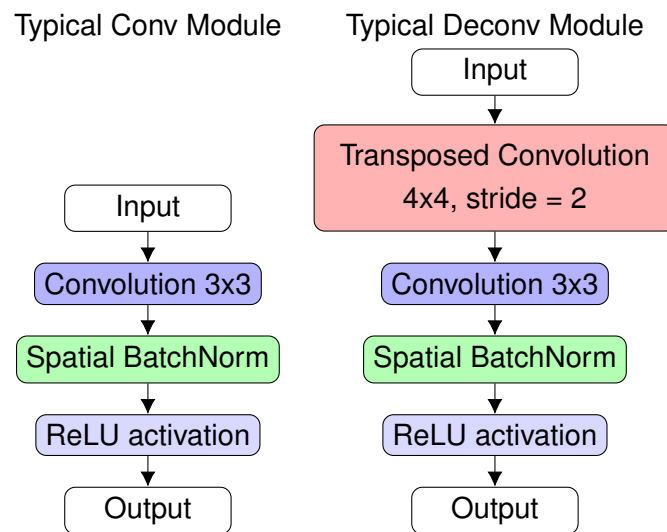 Typical Conv Module
Input
Convolution 3x3
Spatial BatchNorm
ReLU activation
Output
Typical Deconv Module
Input
Transposed Convolution
4x4, stride = 2
Convolution 3x3
Spatial BatchNorm
ReLU activation
Output